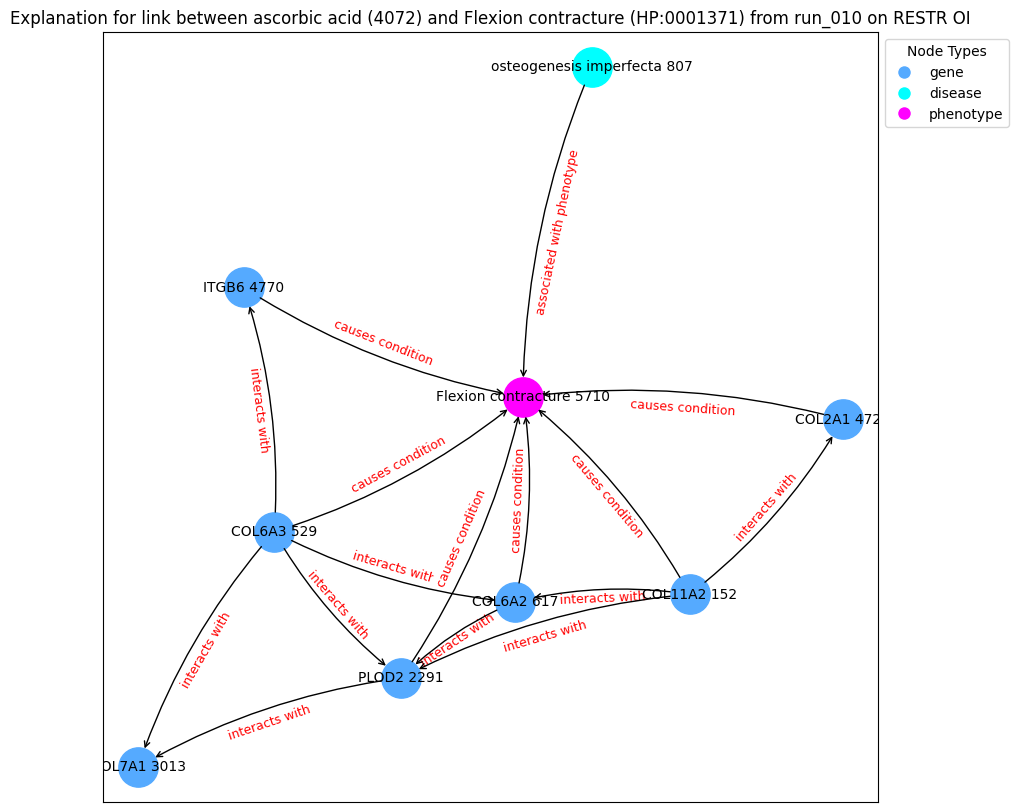 Explanation for link between ascorbic acid (4072) and Flexion contracture (HP:0001371) from run_010 on RESTR OI
Node Types
gene
disease
phenotype
osteogenesis imperfecta 807
associated with phenotype
ITGB6 4770
causes condition
interacts with
Flexion contracture 5710
causes condition
COL2A1 472
causes condition
causes condition
causes condition
causes condition
interacts with
COL6A3 529
interacts with
interacts with
interacts with
COL6A2 617
interacts with
COL11A2 152
interacts with
interacts with
PLOD2 2291
interacts with
OL7A1 3013